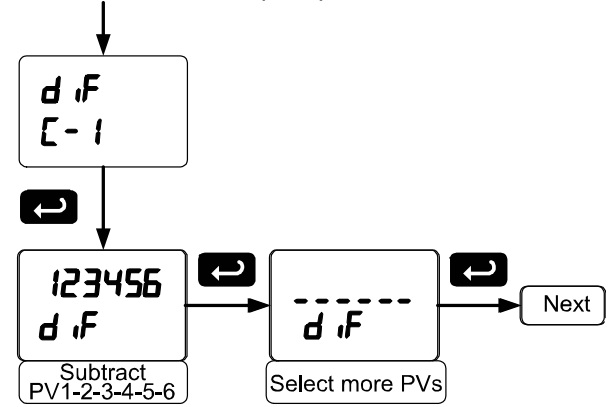 d iF
C-1
123456
d iF
Subtract
PV1-2-3-4-5-6
------
d iF
Select more PVs
Next